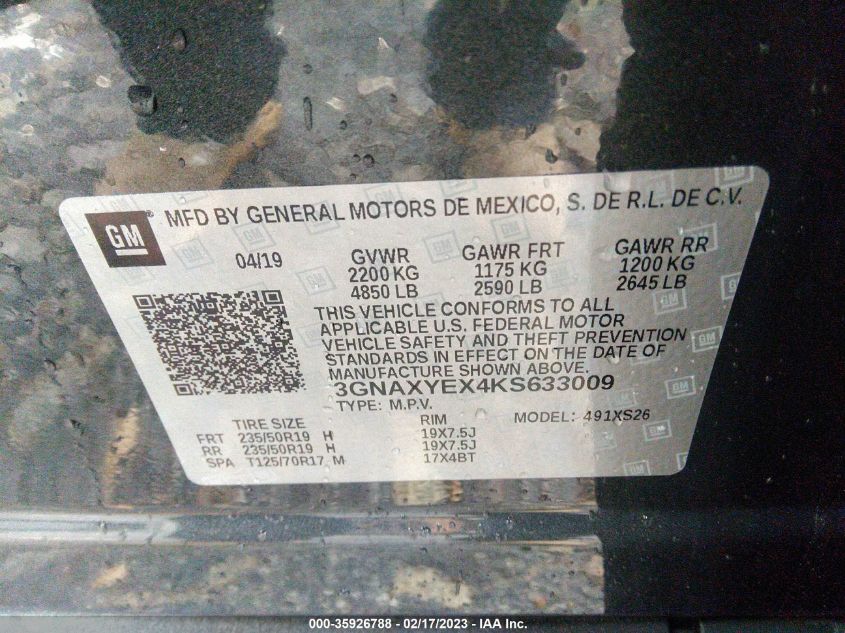 GM ® MFD BY GENERAL MOTORS DE MEXICO, S. DE R.L. DE C.V.
04/19 GVWR GAWR FRT GAWR RR
2200 KG 1175 KG 1200 KG
4850 LB 2590 LB 2645 LB
THIS VEHICLE CONFORMS TO ALL
APPLICABLE U.S. FEDERAL MOTOR
VEHICLE SAFETY AND THEFT PREVENTION
STANDARDS IN EFFECT ON THE DATE OF
MANUFACTURE SHOWN ABOVE.
3GNAXYEX4KS633009
TYPE: M.P.V. MODEL: 491XS26
TIRE SIZE RIM
FRT 235/50R19 H 19X7.5J
RR 235/50R19 H 19X7.5J
SPA T125/70R17 M 17X4BT
000-35926788 - 02/17/2023 - IAA Inc.